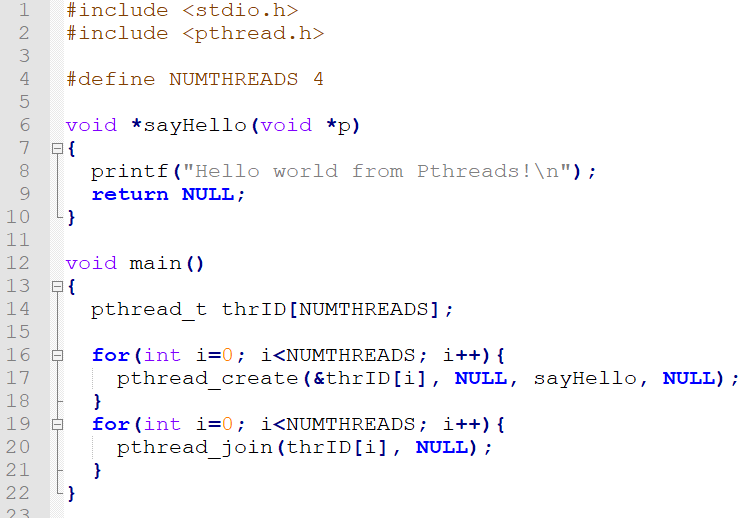 1 #include <stdio.h>
2 #include <pthread.h>
3
4 #define NUMTHREADS 4
5
6 void *sayHello(void *p)
7 {
8 printf("Hello world from Pthreads!\n");
9 return NULL;
10 }
11
12 void main()
13 {
14 pthread_t thrID[NUMTHREADS];
15
16 for(int i=0; i<NUMTHREADS; i++){
17 pthread_create(&thrID[i], NULL, sayHello, NULL);
18 }
19 for(int i=0; i<NUMTHREADS; i++){
20 pthread_join(thrID[i], NULL);
21 }
22 }
23